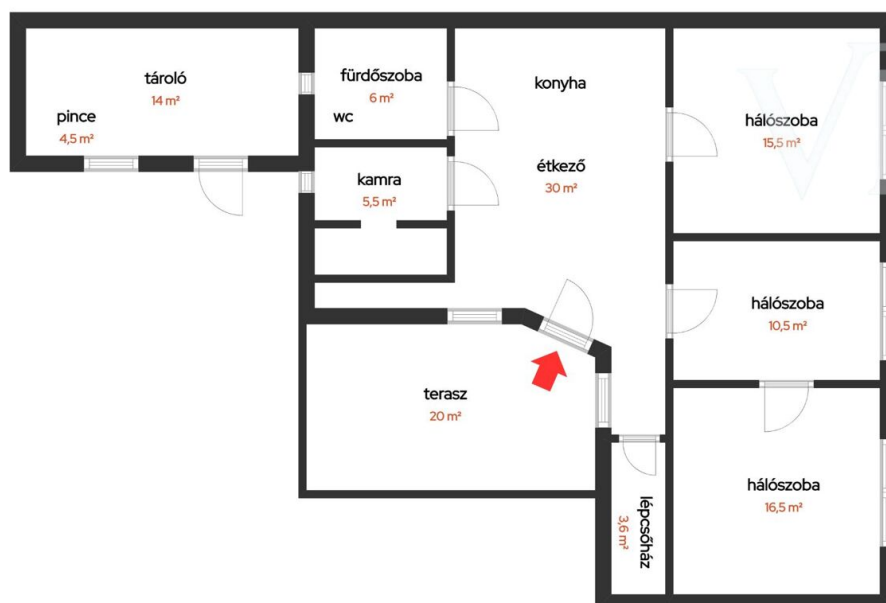 tároló
14 m²
pince
4,5 m²
fürdőszoba
6 m²
wc
konyha
kamra
5,5 m²
étkező
30 m²
hálószoba
15,5 m²
hálószoba
10,5 m²
terasz
20 m²
lépcsőház
3,6 m²
hálószoba
16,5 m²